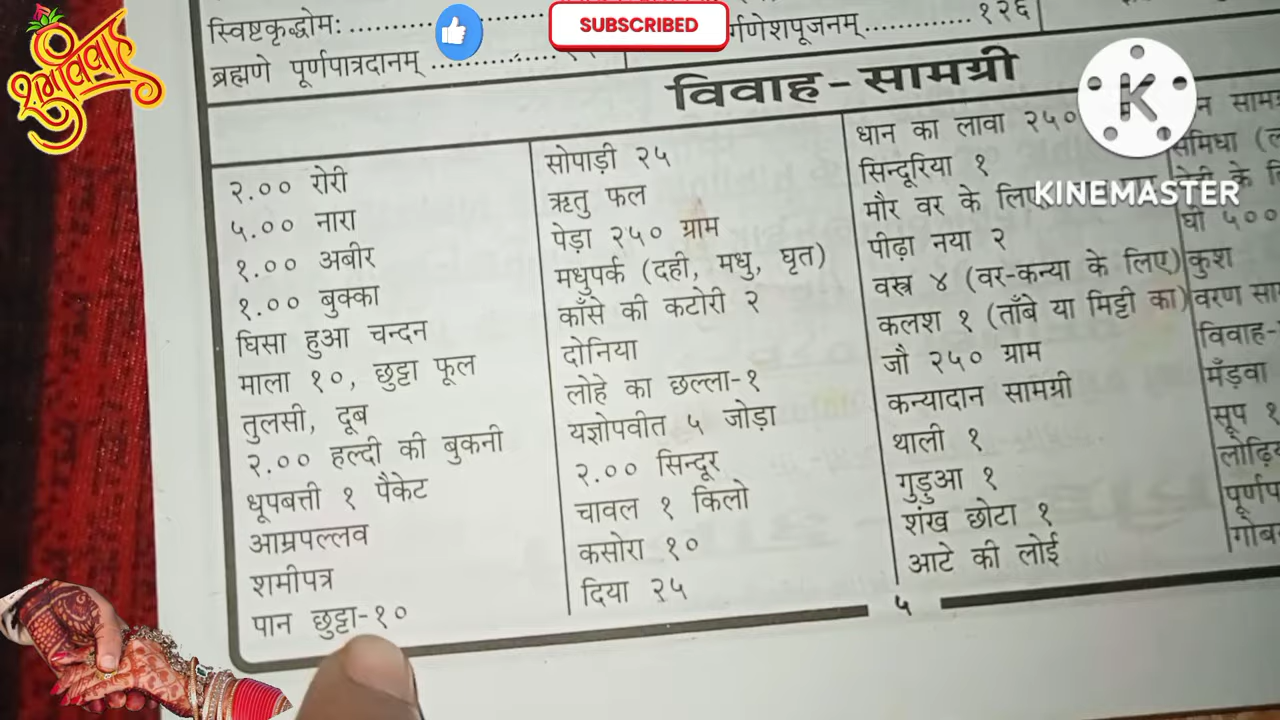 स्विष्टकृद्धोमः
SUBSCRIBED
र्गणेशपूजनम् १२६
ब्रह्मणे पूर्णपात्रदानम्
शुभ विवाह
विवाह-सामग्री
२.०० रोरी
५.०० नारा
१.०० अबीर
१.०० बुक्का
घिसा हुआ चन्दन
माला १०, छुट्टा फूल
तुलसी, दूब
२.०० हल्दी की बुकनी
धूपबत्ती १ पैकेट
आम्रपल्लव
शमीपत्र
पान छुट्टा-१०
सोपाड़ी २५
ऋतु फल
पेड़ा २५० ग्राम
मधुपर्क (दही, मधु, घृत)
काँसे की कटोरी २
दोनिया
लोहे का छल्ला-१
यज्ञोपवीत ५ जोड़ा
२.०० सिन्दूर
चावल १ किलो
कसोरा १०
दिया २५
धान का लावा २५०
सिन्दूरिया १
मौर वर के लिए
पीढ़ा नया २
वस्त्र ४ (वर-कन्या के लिए)
कलश १ (ताँबे या मिट्टी का)
जौ २५० ग्राम
कन्यादान सामग्री
थाली १
गुडुआ १
शंख छोटा १
आटे की लोई
K
KINEMASTER
समिधा
के
घी ५००
कुश
वरण
विवाह-
मँड़वा
सूप १
५